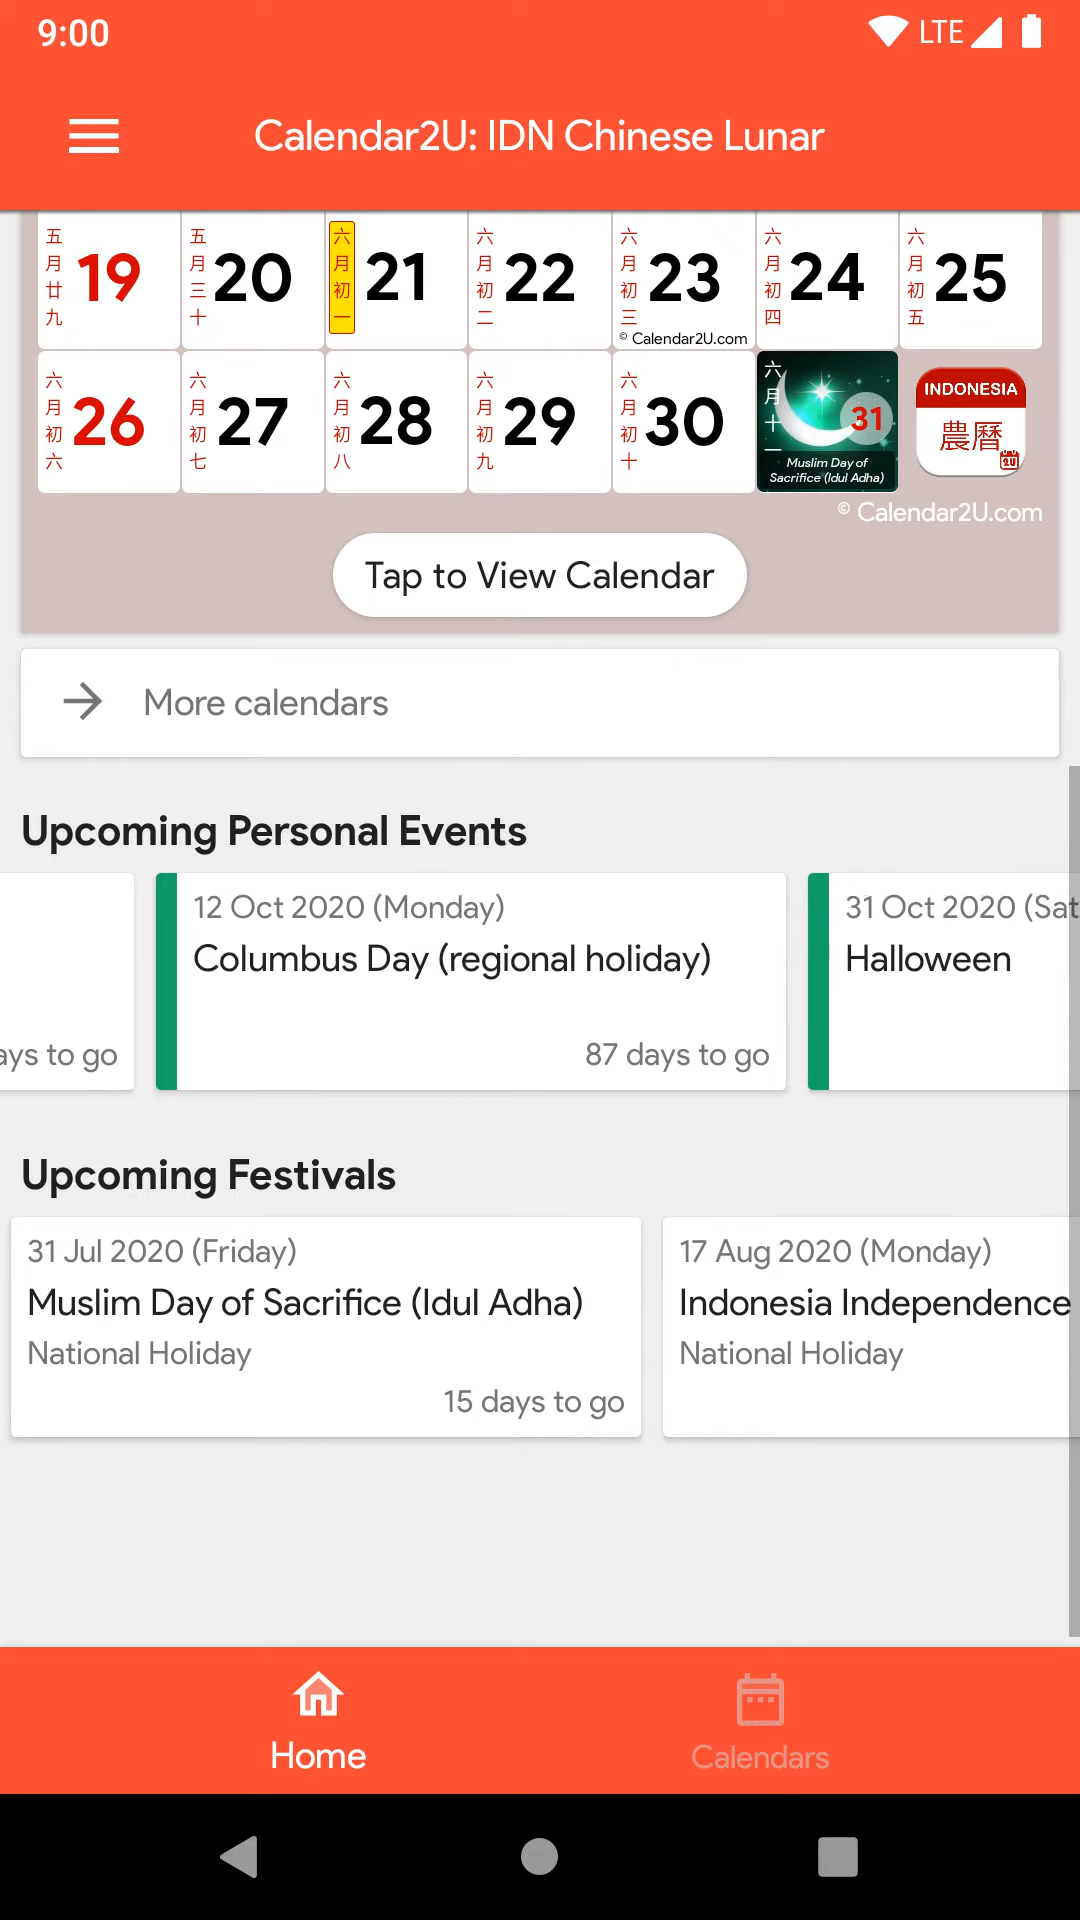 9:00
LTE
Calendar2U: IDN Chinese Lunar
五月廿九 19
五月三十 20
六月初一 21
六月初二 22
六月初三 23
六月初四 24
六月初五 25
© Calendar2U.com
六月初六 26
六月初七 27
六月初八 28
六月初九 29
六月初十 30
六月十一 31
Muslim Day of
Sacrifice (Idul Adha)
INDONESIA
農曆
2U
© Calendar2U.com
Tap to View Calendar
More calendars
Upcoming Personal Events
ays to go
12 Oct 2020 (Monday)
Columbus Day (regional holiday)
87 days to go
31 Oct 2020 (Sat
Halloween
Upcoming Festivals
31 Jul 2020 (Friday)
Muslim Day of Sacrifice (Idul Adha)
National Holiday
15 days to go
17 Aug 2020 (Monday)
Indonesia Independence
National Holiday
Home
Calendars